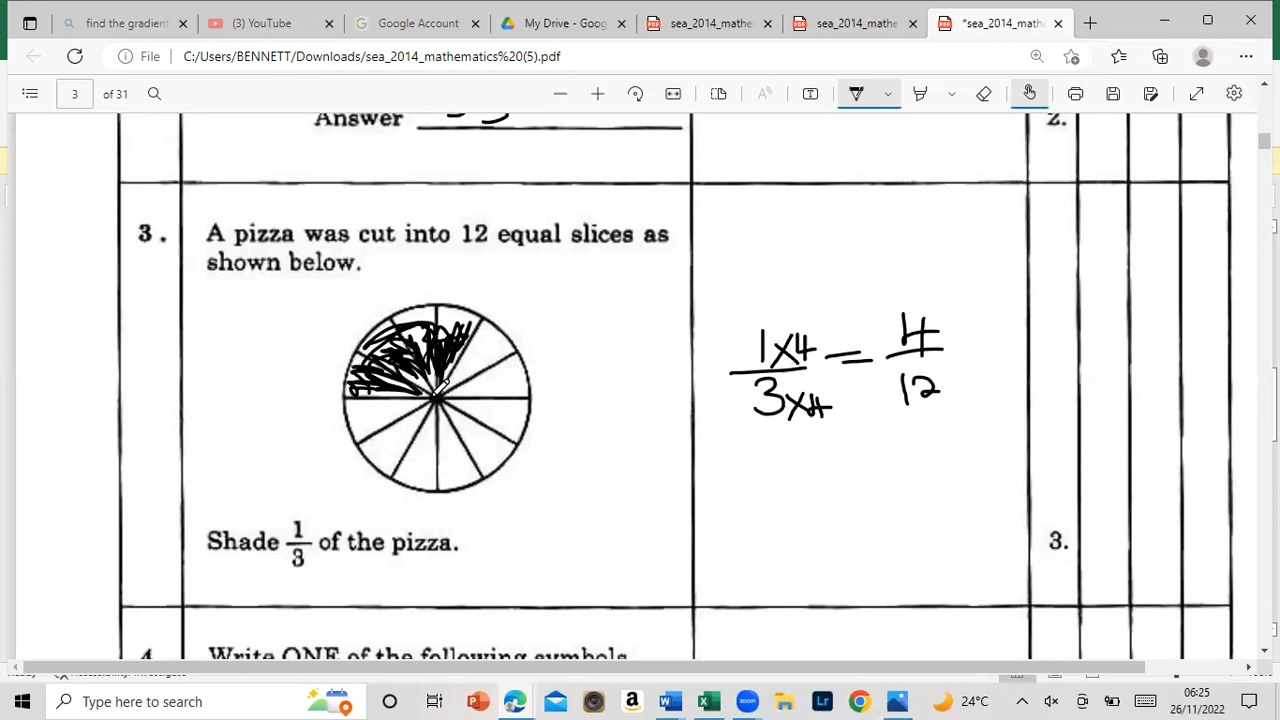 find the gradien
(3) YouTube
Google Account
My Drive - Goog
sea_2014_mathe
sea_2014_mathe
*sea_2014_math
File
C:/Users/BENNETT/Downloads/sea_2014_mathematics%20(5).pdf
3
of 31
Answer
2.
3.
A pizza was cut into 12 equal slices as
shown below.
1x4
3x4
=
4
12
Shade 1/3 of the pizza.
3.
4
Write ONE of the following symbols
Type here to search
24°C
06:25
26/11/2022